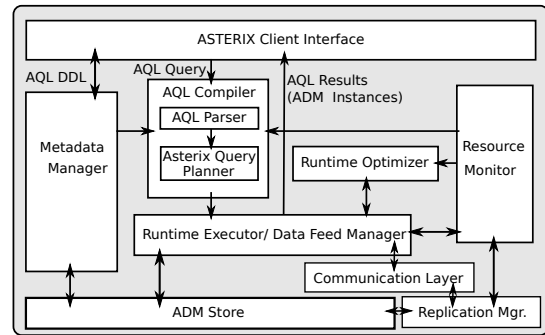 ASTERIX Client Interface
AQL DDL
AQL Query
AQL Results
(ADM Instances)
AQL Compiler
AQL Parser
Asterix Query
Planner
Metadata
Manager
Runtime Optimizer
Resource
Monitor
Runtime Executor/ Data Feed Manager
Communication Layer
ADM Store
Replication Mgr.